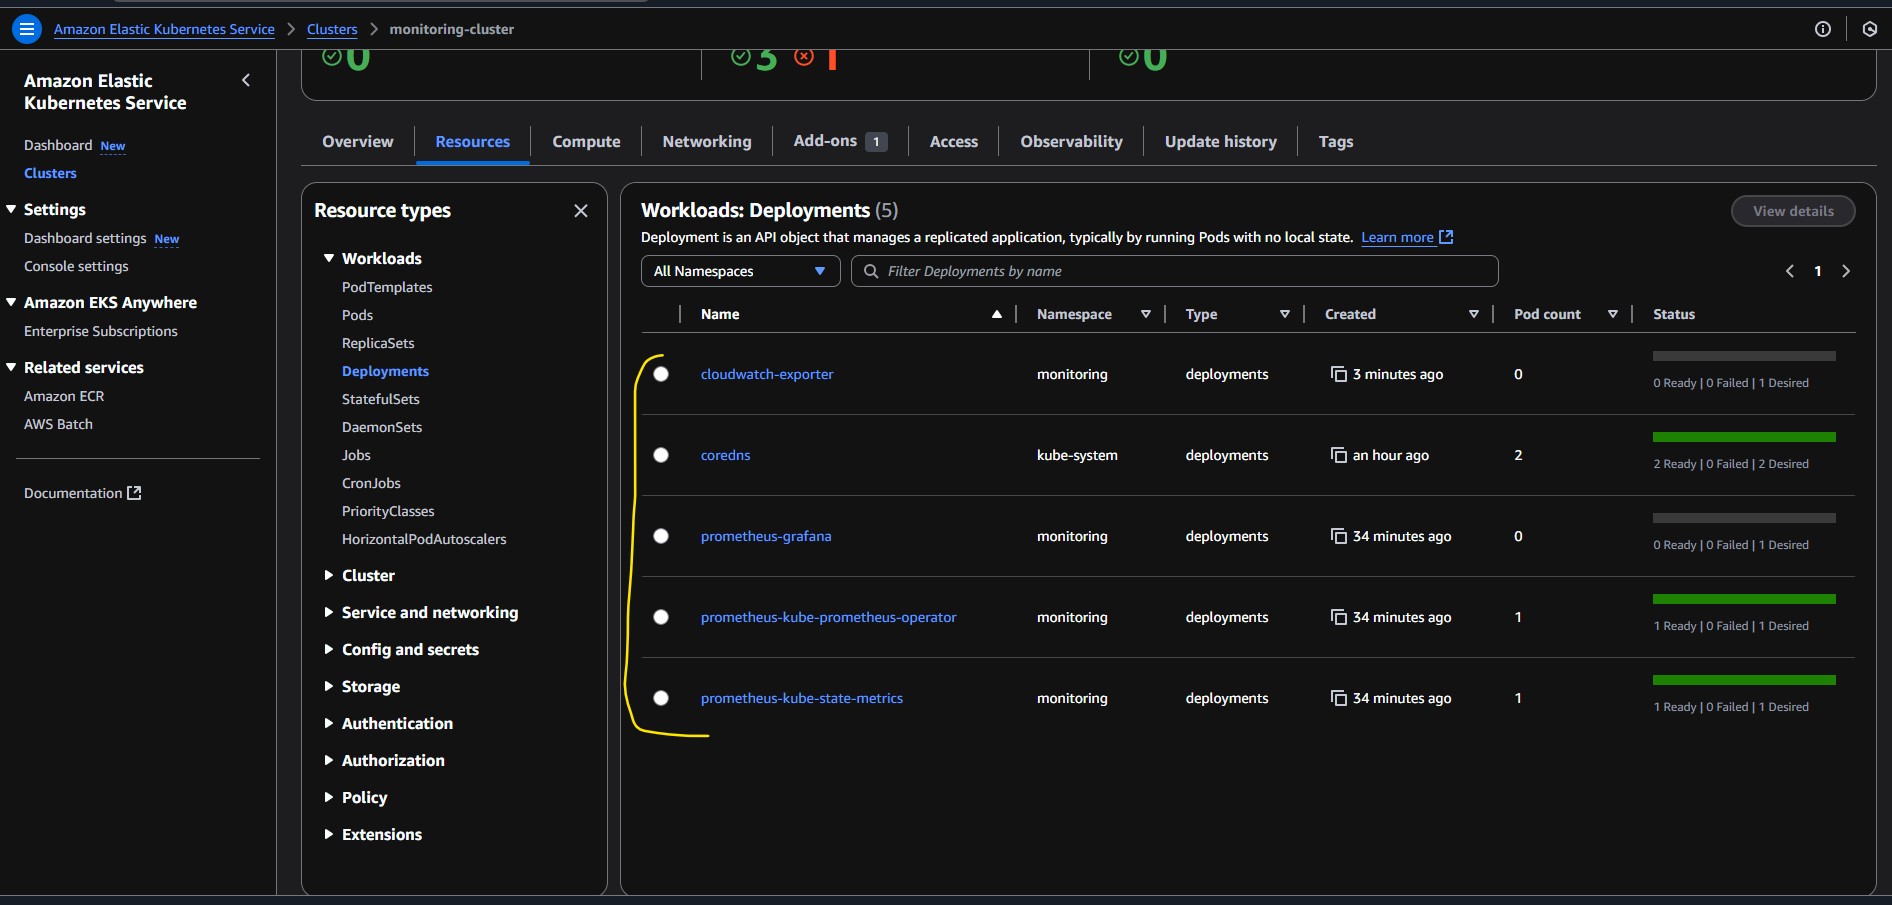 Amazon Elastic Kubernetes Service > Clusters > monitoring-cluster
Amazon Elastic
Kubernetes Service
Dashboard New
Clusters
Settings
Dashboard settings New
Console settings
Amazon EKS Anywhere
Enterprise Subscriptions
Related services
Amazon ECR
AWS Batch
Documentation
0 3 1 0
Overview Resources Compute Networking Add-ons 1 Access Observability Update history Tags
Resource types
Workloads
PodTemplates
Pods
ReplicaSets
Deployments
StatefulSets
DaemonSets
Jobs
CronJobs
PriorityClasses
HorizontalPodAutoscalers
Cluster
Service and networking
Config and secrets
Storage
Authentication
Authorization
Policy
Extensions
Workloads: Deployments (5)
View details
Deployment is an API object that manages a replicated application, typically by running Pods with no local state. Learn more
All Namespaces Filter Deployments by name 1
Name Namespace Type Created Pod count Status
cloudwatch-exporter monitoring deployments 3 minutes ago 0
0 Ready | 0 Failed | 1 Desired
coredns kube-system deployments an hour ago 2
2 Ready | 0 Failed | 2 Desired
prometheus-grafana monitoring deployments 34 minutes ago 0
0 Ready | 0 Failed | 1 Desired
prometheus-kube-prometheus-operator monitoring deployments 34 minutes ago 1
1 Ready | 0 Failed | 1 Desired
prometheus-kube-state-metrics monitoring deployments 34 minutes ago 1
1 Ready | 0 Failed | 1 Desired